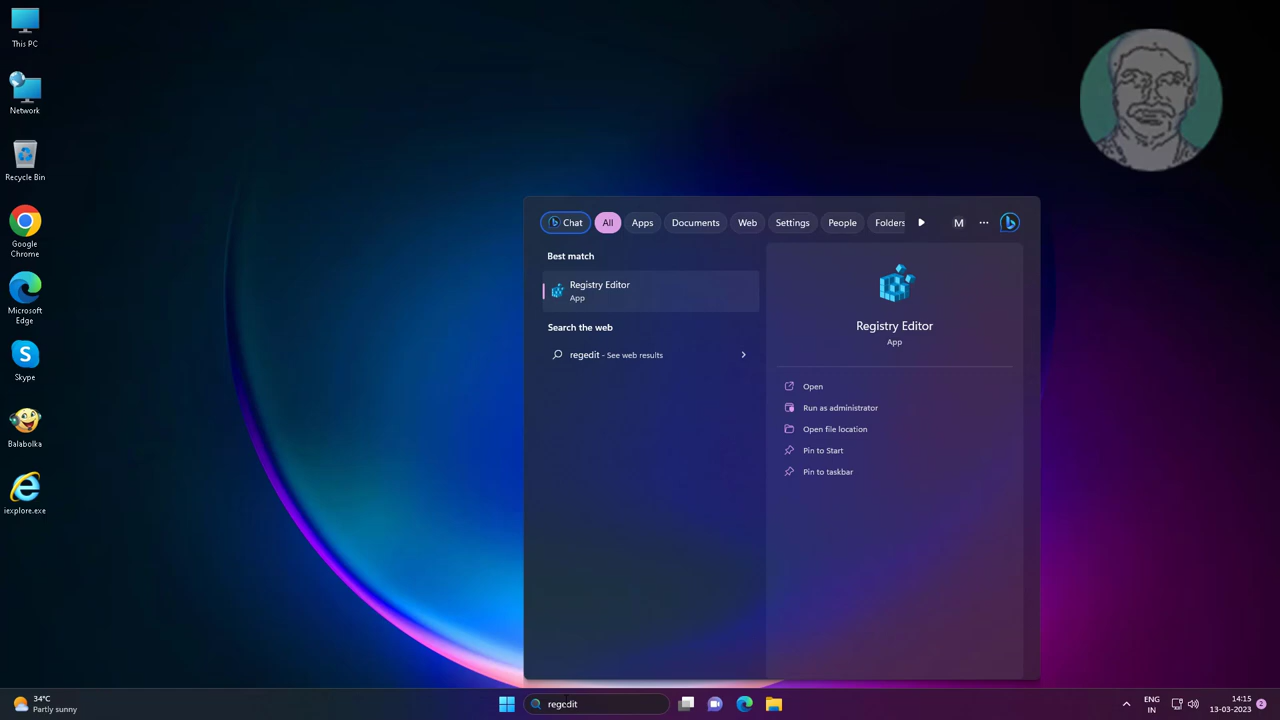 This PC
Network
Recycle Bin
Google
Chrome
Microsoft
Edge
Skype
Balabolka
iexplore.exe
Chat
All
Apps
Documents
Web
Settings
People
Folders
M
Best match
Registry Editor
App
Search the web
regedit - See web results
Registry Editor
App
Open
Run as administrator
Open file location
Pin to Start
Pin to taskbar
34°C
Partly sunny
regedit
ENG
IN
14:15
13-03-2023
2